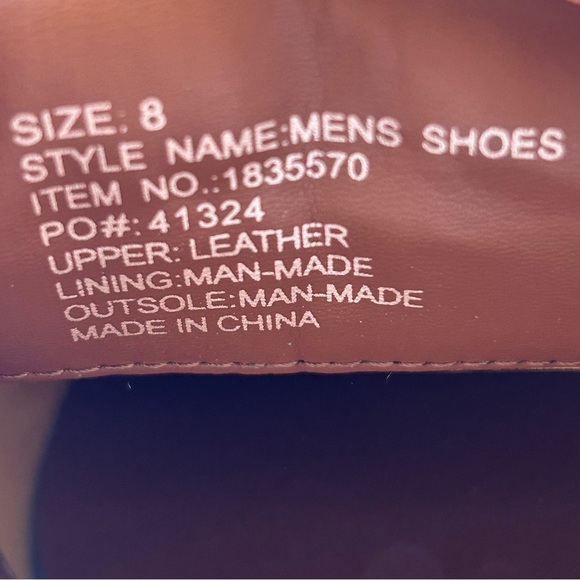 SIZE: 8
STYLE NAME:MENS SHOES
ITEM NO.:1835570
PO#: 41324
UPPER: LEATHER
LINING:MAN-MADE
OUTSOLE:MAN-MADE
MADE IN CHINA